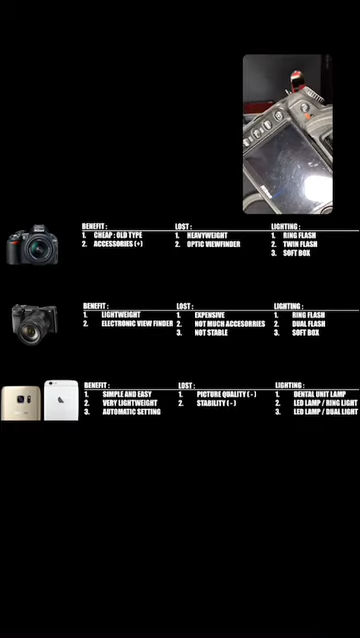 BENEFIT : LOST : LIGHTING :
1. CHEAP : OLD TYPE 1. HEAVYWEIGHT 1. RING FLASH
2. ACCESSORIES (+) 2. OPTIC VIEWFINDER 2. TWIN FLASH
3. SOFT BOX
BENEFIT : LOST : LIGHTING :
1. LIGHTWEIGHT 1. EXPENSIVE 1. RING FLASH
2. ELECTRONIC VIEW FINDER 2. NOT MUCH ACCESORRIES 2. DUAL FLASH
3. NOT STABLE 3. SOFT BOX
BENEFIT : LOST : LIGHTING :
1. SIMPLE AND EASY 1. PICTURE QUALITY ( - ) 1. DENTAL UNIT LAMP
2. VERY LIGHTWEIGHT 2. STABILITY ( - ) 2. LED LAMP / RING LIGHT
3. AUTOMATIC SETTING 3. LED LAMP / DUAL LIGHT